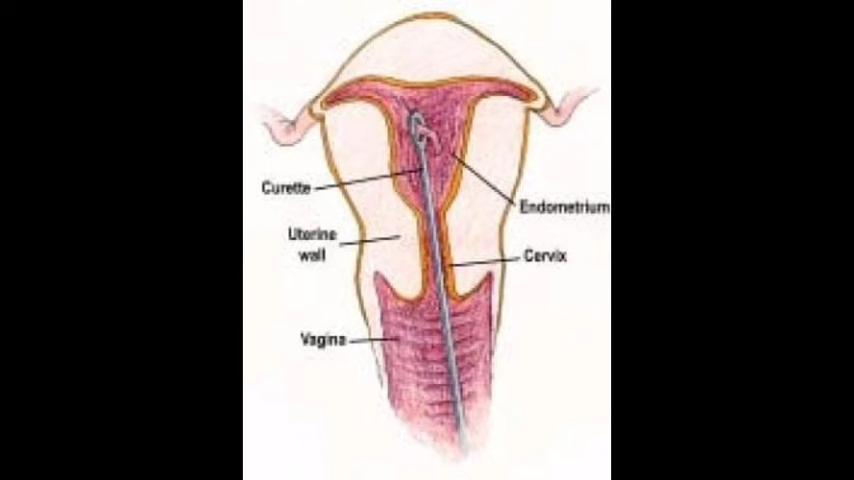 Curette
Endometrium
Uterine
wall
Cervix
Vagina